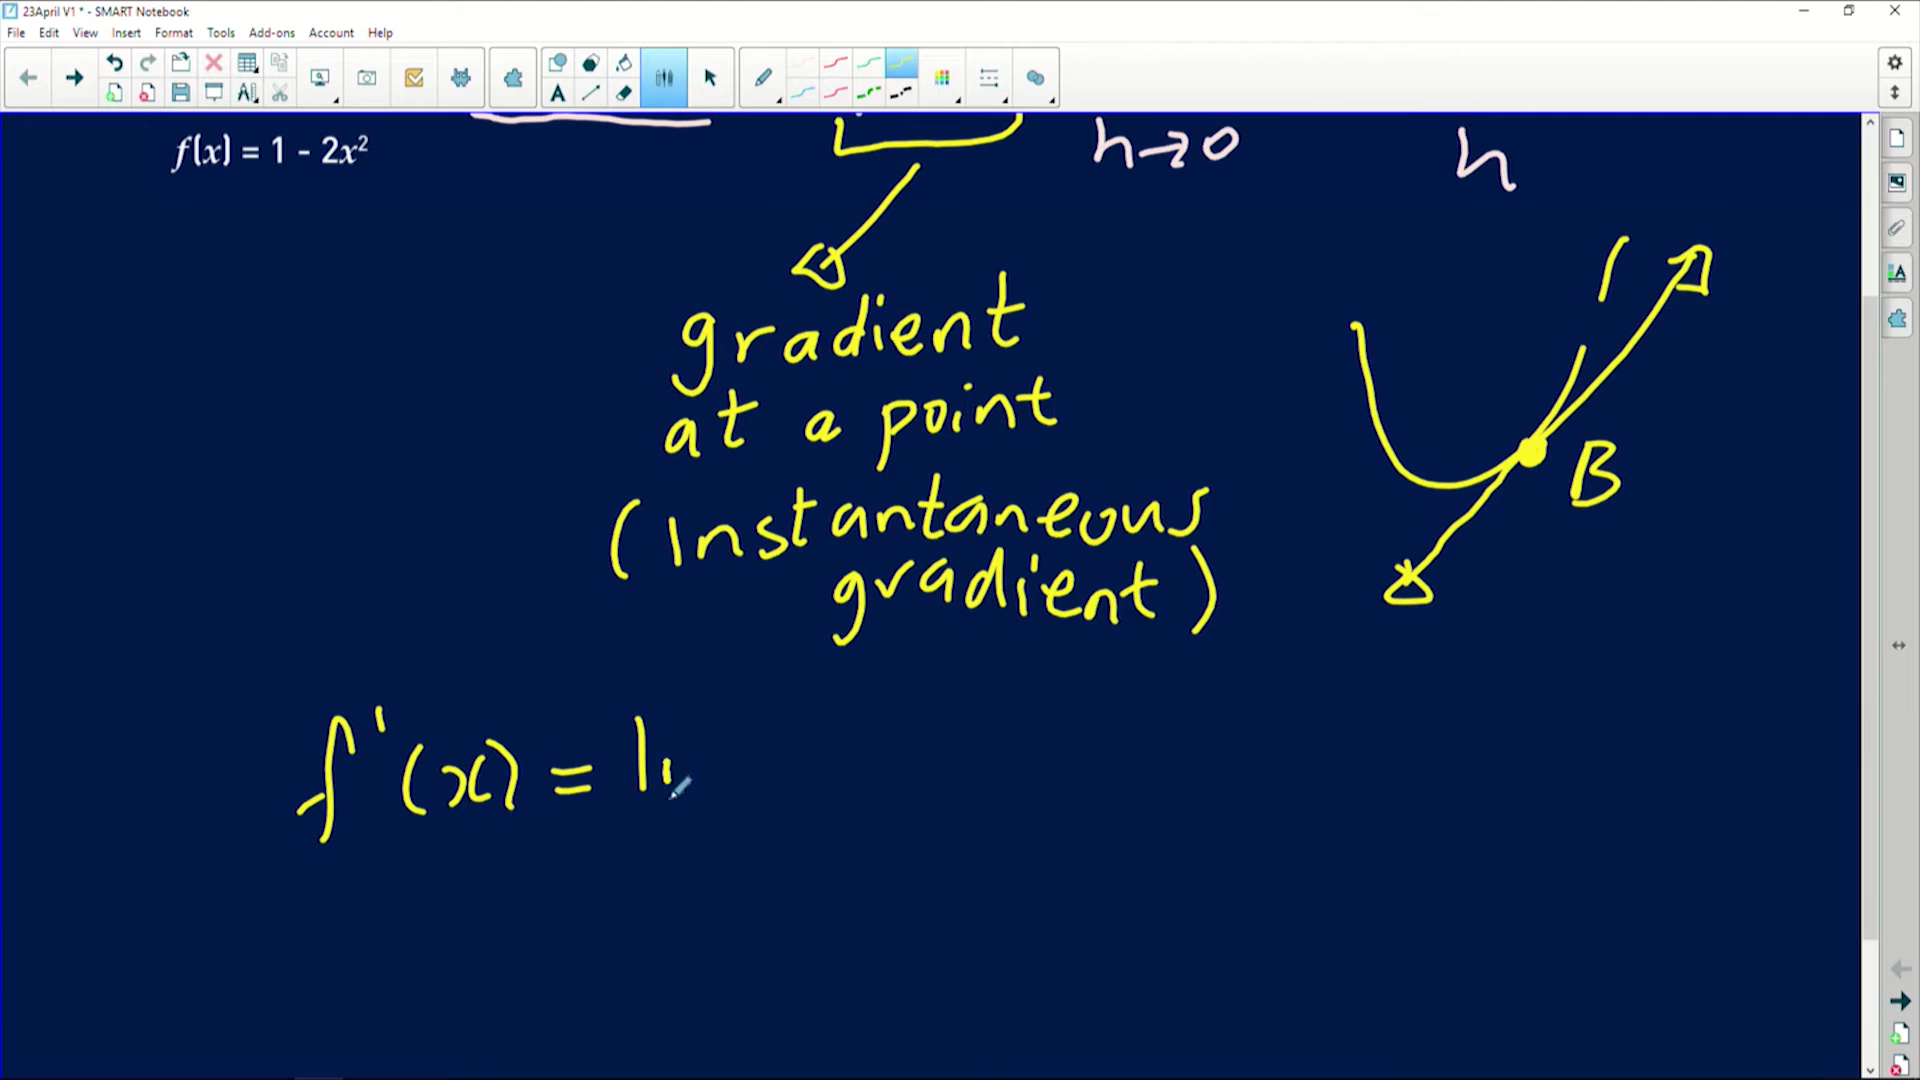 23April V1 * - SMART Notebook
File Edit View Insert Format Tools Add-ons Account Help
f(x) = 1 - 2x²
h→0 h
gradient
at a point
(instantaneous
gradient)
B
f'(x) = li